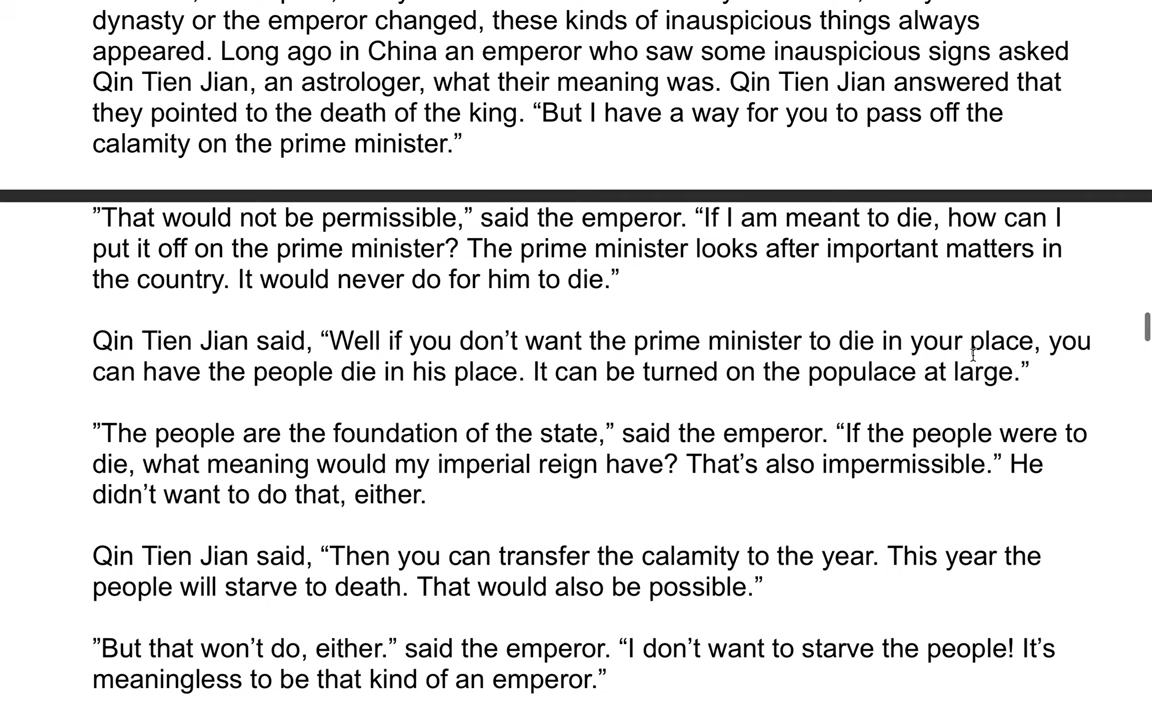 dynasty or the emperor changed, these kinds of inauspicious things always
appeared. Long ago in China an emperor who saw some inauspicious signs asked
Qin Tien Jian, an astrologer, what their meaning was. Qin Tien Jian answered that
they pointed to the death of the king. “But I have a way for you to pass off the
calamity on the prime minister.”
”That would not be permissible,” said the emperor. “If I am meant to die, how can I
put it off on the prime minister? The prime minister looks after important matters in
the country. It would never do for him to die.”
Qin Tien Jian said, “Well if you don’t want the prime minister to die in your place, you
can have the people die in his place. It can be turned on the populace at large.”
”The people are the foundation of the state,” said the emperor. “If the people were to
die, what meaning would my imperial reign have? That’s also impermissible.” He
didn’t want to do that, either.
Qin Tien Jian said, “Then you can transfer the calamity to the year. This year the
people will starve to death. That would also be possible.”
”But that won’t do, either.” said the emperor. “I don’t want to starve the people! It’s
meaningless to be that kind of an emperor.”